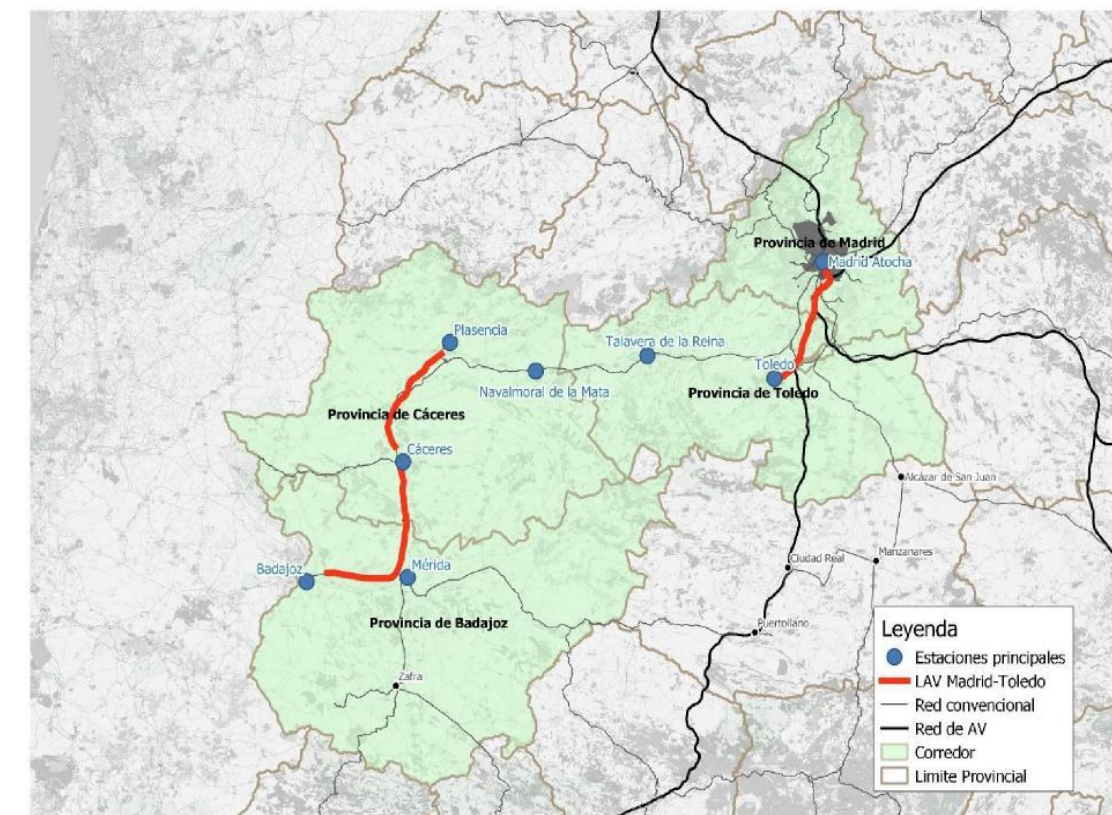 Provincia de Madrid
Madrid Atocha
Plasencia
Talavera de la Reina
Toledo
Navalmoral de la Mata
Provincia de Toledo
Provincia de Cáceres
Cáceres
Alcázar de San Juan
Badajoz
Mérida
Ciudad Real
Manzanares
Provincia de Badajoz
Puertollano
Zafra
Leyenda
Estaciones principales
LAV Madrid-Toledo
Red convencional
Red de AV
Corredor
Limite Provincial